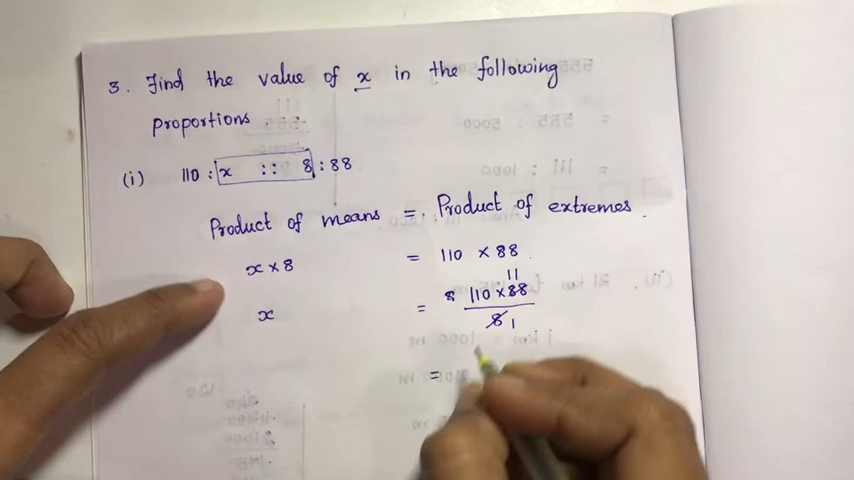 3. Find the value of x in the following
proportions ...
(i) 110 : x :: 8 : 88
Product of means = Product of extremes.
x × 8 = 110 × 88
11
x = 110 × 88
8 1
=